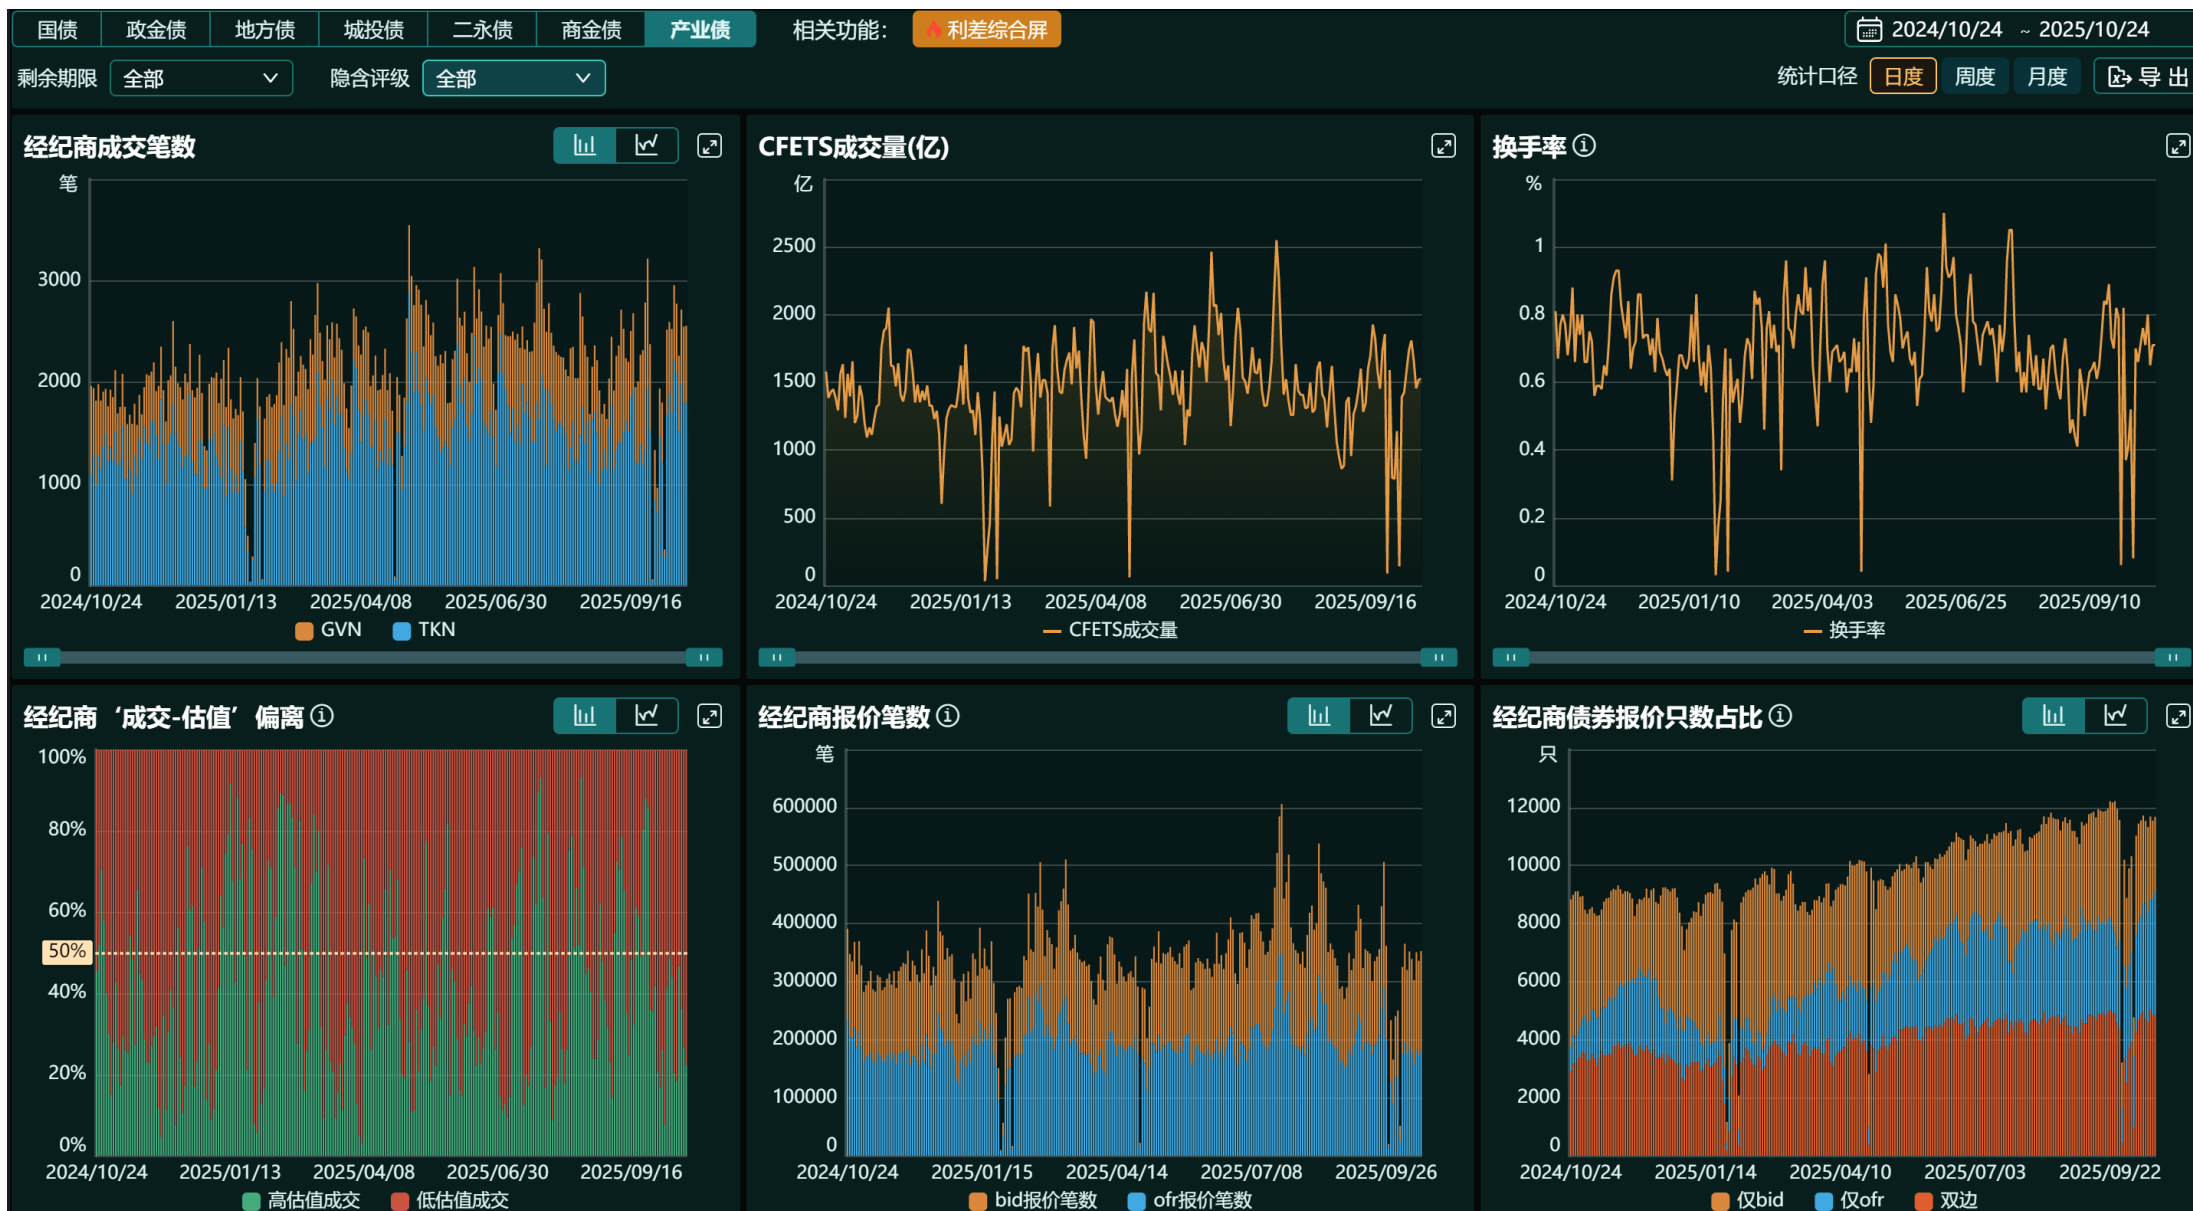 国债 政金债 地方债 城投债 二永债 商金债 产业债 相关功能： 利差综合屏 2024/10/24 ~ 2025/10/24
剩余期限 全部 隐含评级 全部 统计口径 日度 周度 月度 导 出
经纪商成交笔数
笔
3000
2000
1000
0
2024/10/24 2025/01/13 2025/04/08 2025/06/30 2025/09/16
GVN TKN
CFETS成交量(亿)
亿
2500
2000
1500
1000
500
0
2024/10/24 2025/01/13 2025/04/08 2025/06/30 2025/09/16
CFETS成交量
换手率
%
1
0.8
0.6
0.4
0.2
0
2024/10/24 2025/01/10 2025/04/03 2025/06/25 2025/09/10
换手率
经纪商‘成交-估值’偏离
100%
80%
60%
50%
40%
20%
0%
2024/10/24 2025/01/13 2025/04/08 2025/06/30 2025/09/16
高估值成交 低估值成交
经纪商报价笔数
笔
600000
500000
400000
300000
200000
100000
0
2024/10/24 2025/01/15 2025/04/14 2025/07/08 2025/09/26
bid报价笔数 ofr报价笔数
经纪商债券报价只数占比
只
12000
10000
8000
6000
4000
2000
0
2024/10/24 2025/01/14 2025/04/10 2025/07/03 2025/09/22
仅bid 仅ofr 双边